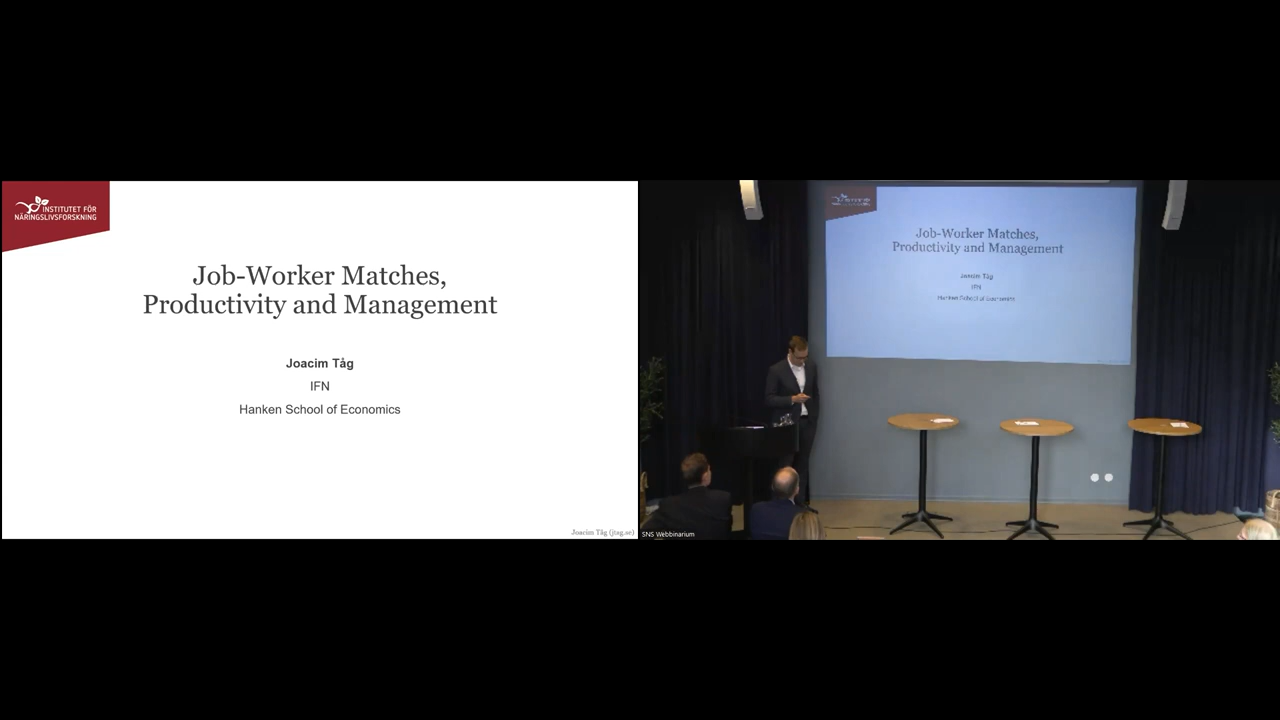 INSTITUTET FÖR
NÄRINGSLIVSFORSKNING
Job-Worker Matches,
Productivity and Management
Joacim Tåg
IFN
Hanken School of Economics
Joacim Tåg (jtag.se)
Job-Worker Matches,
Productivity and Management
Joacim Tåg
IFN
Hanken School of Economics
SNS Webbinarium